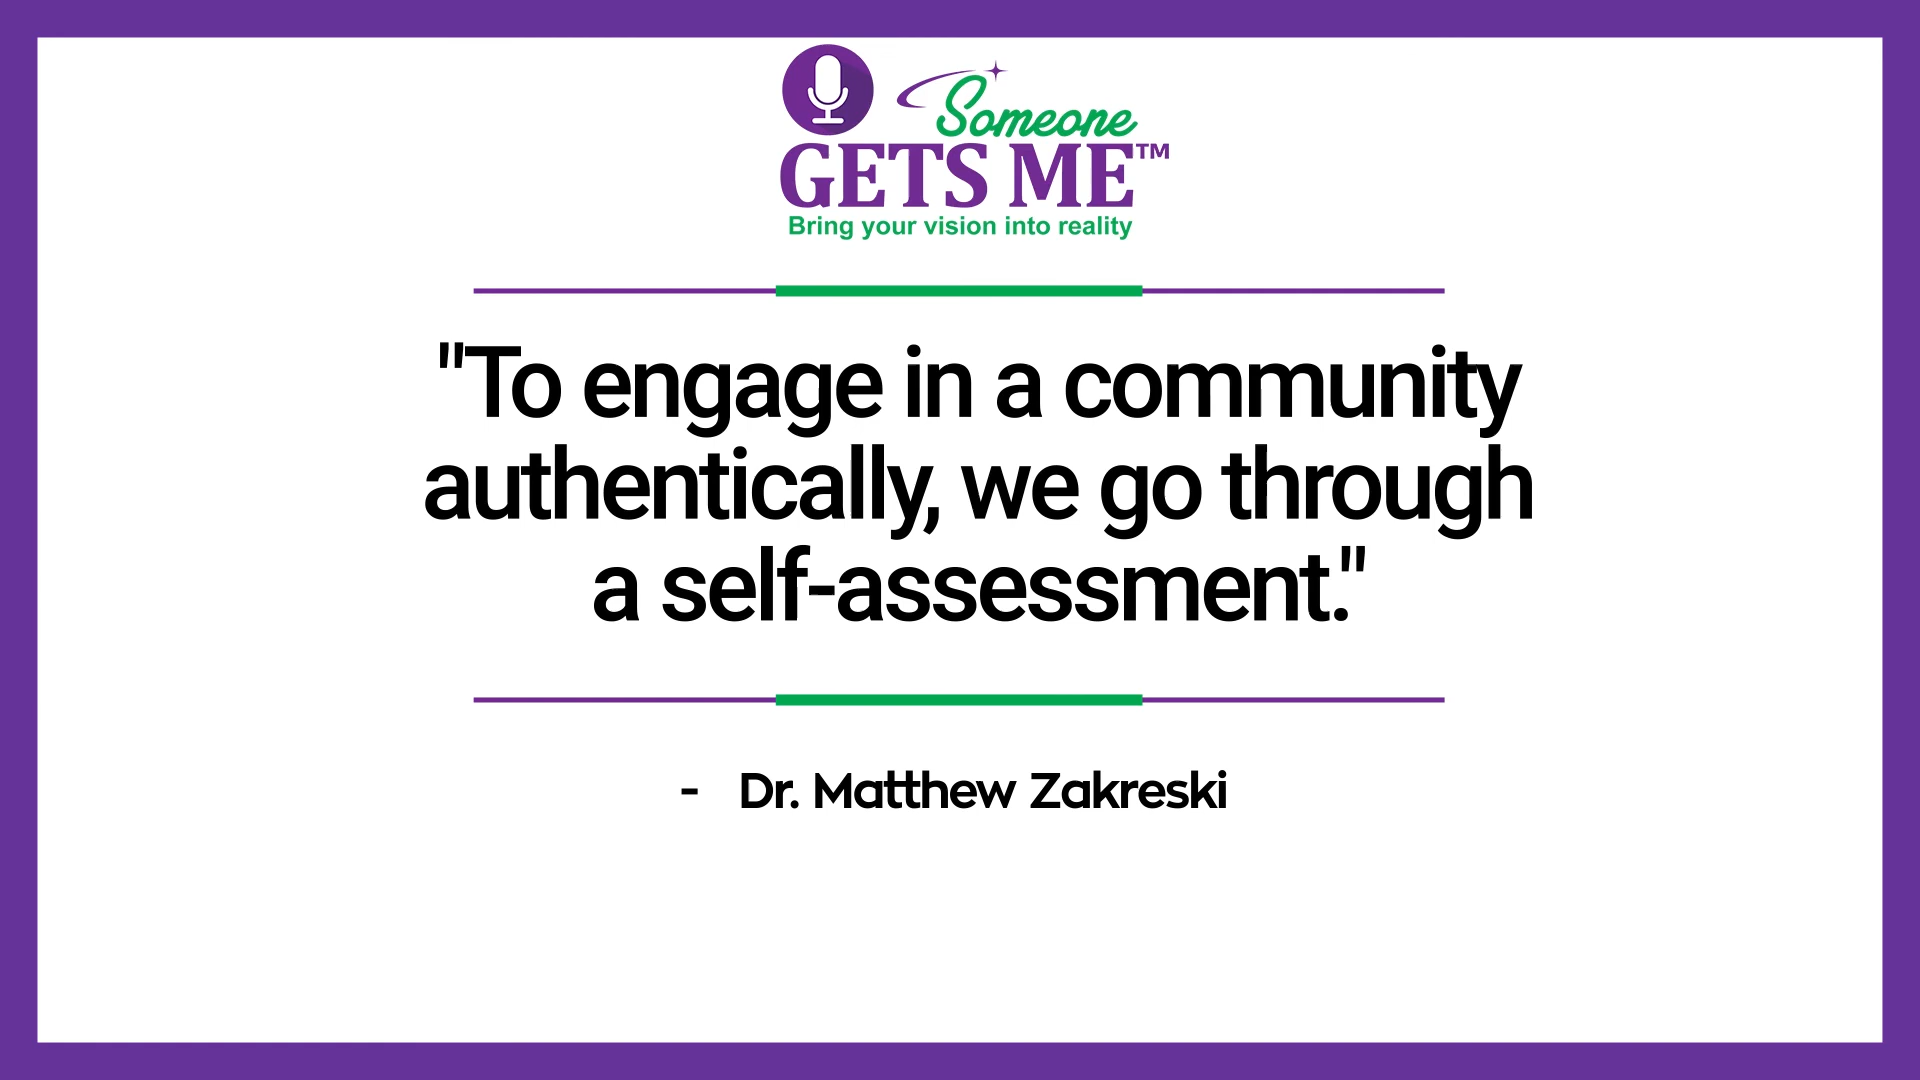 Someone
GETS ME™
Bring your vision into reality
"To engage in a community
authentically, we go through
a self-assessment."
- Dr. Matthew Zakreski